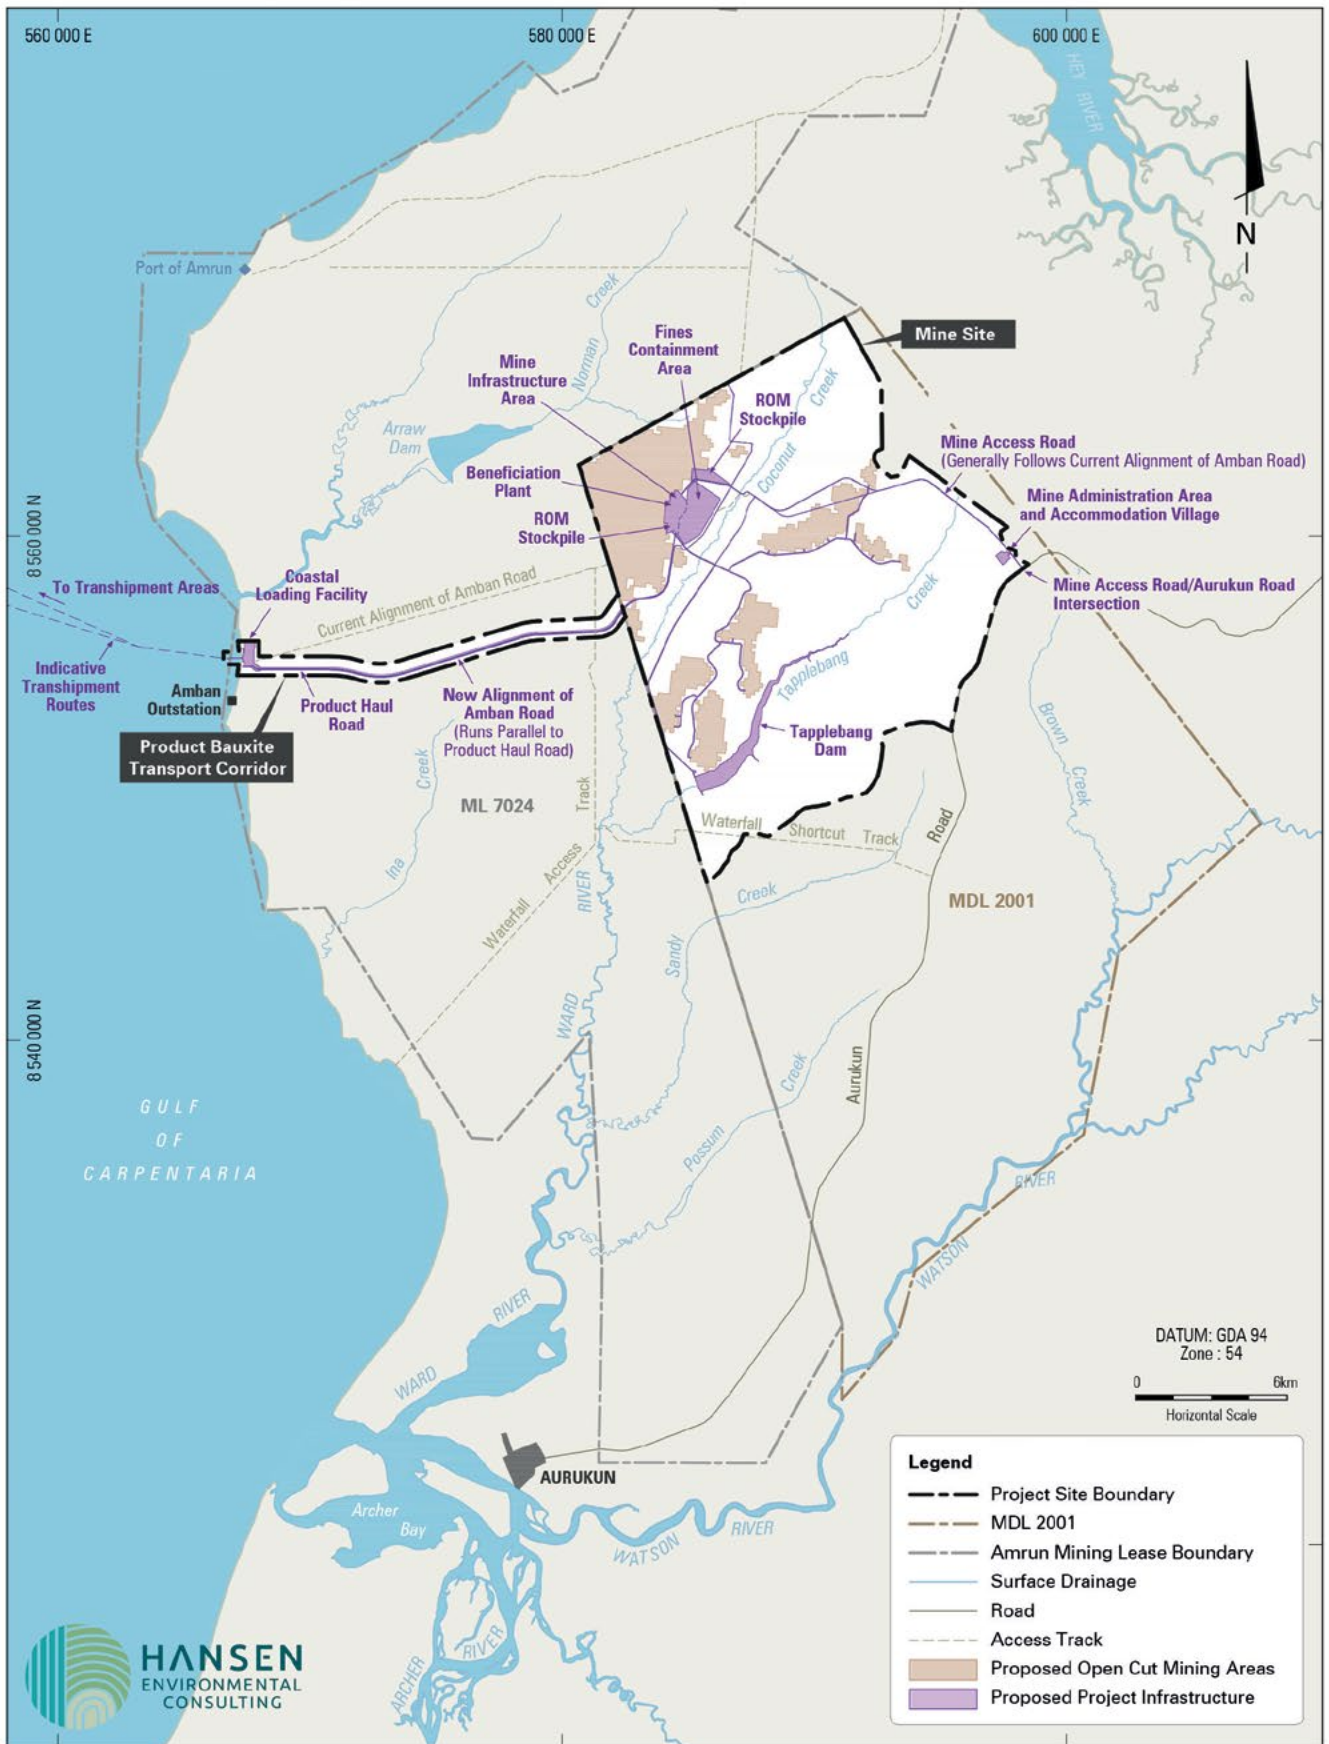 560 000 E
580 000 E
600 000 E
HEY RIVER
N
Port of Amrun
Mine Site
Fines
Containment
Area
Mine
Infrastructure
Area
Norman
Creek
ROM
Stockpile
Creek
Coconut
Arraw
Dam
Beneficiation
Plant
ROM
Stockpile
Mine Access Road
(Generally Follows Current Alignment of Amban Road)
Mine Administration Area
and Accommodation Village
Mine Access Road/Aurukun Road
Intersection
8 560 000 N
To Transhipment Areas
Coastal
Loading Facility
Current Alignment of Amban Road
Creek
Tapplebang
Indicative
Transhipment
Routes
Amban
Outstation
Product Haul
Road
New Alignment of
Amban Road
(Runs Parallel to
Product Haul Road)
Tapplebang
Dam
Product Bauxite
Transport Corridor
Brown
Creek
Ina
Creek
ML 7024
Waterfall
Access
Track
Waterfall
Shortcut
Track
Road
RIVER
WARD
Sandy
Creek
MDL 2001
8 540 000 N
Possum
Creek
Aurukun
GULF
OF
CARPENTARIA
RIVER
WATSON
WARD
RIVER
DATUM: GDA 94
Zone : 54
0
6km
Horizontal Scale
AURUKUN
Archer
Bay
WATSON
RIVER
ARCHER
RIVER
Legend
Project Site Boundary
MDL 2001
Amrun Mining Lease Boundary
Surface Drainage
Road
Access Track
Proposed Open Cut Mining Areas
Proposed Project Infrastructure
HANSEN
ENVIRONMENTAL
CONSULTING